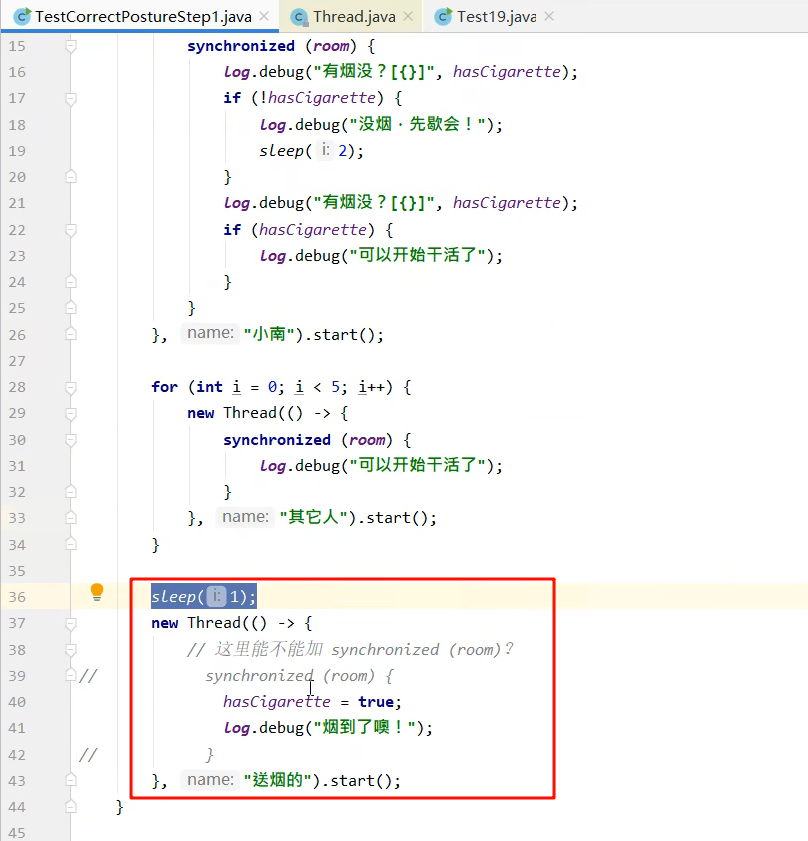 TestCorrectPostureStep1.java × Thread.java × Test19.java ×
15 synchronized (room) {
16 log.debug("有烟没？[{}]", hasCigarette);
17 if (!hasCigarette) {
18 log.debug("没烟，先歇会！");
19 sleep( i: 2);
20 }
21 log.debug("有烟没？[{}]", hasCigarette);
22 if (hasCigarette) {
23 log.debug("可以开始干活了");
24 }
25 }
26 }, name: "小南").start();
27
28 for (int i = 0; i < 5; i++) {
29 new Thread(() -> {
30 synchronized (room) {
31 log.debug("可以开始干活了");
32 }
33 }, name: "其它人").start();
34 }
35
36 sleep( i: 1);
37 new Thread(() -> {
38 // 这里能不能加 synchronized (room)？
39 // synchronized (room) {
40 hasCigarette = true;
41 log.debug("烟到了噢！");
42 // }
43 }, name: "送烟的").start();
44 }
45